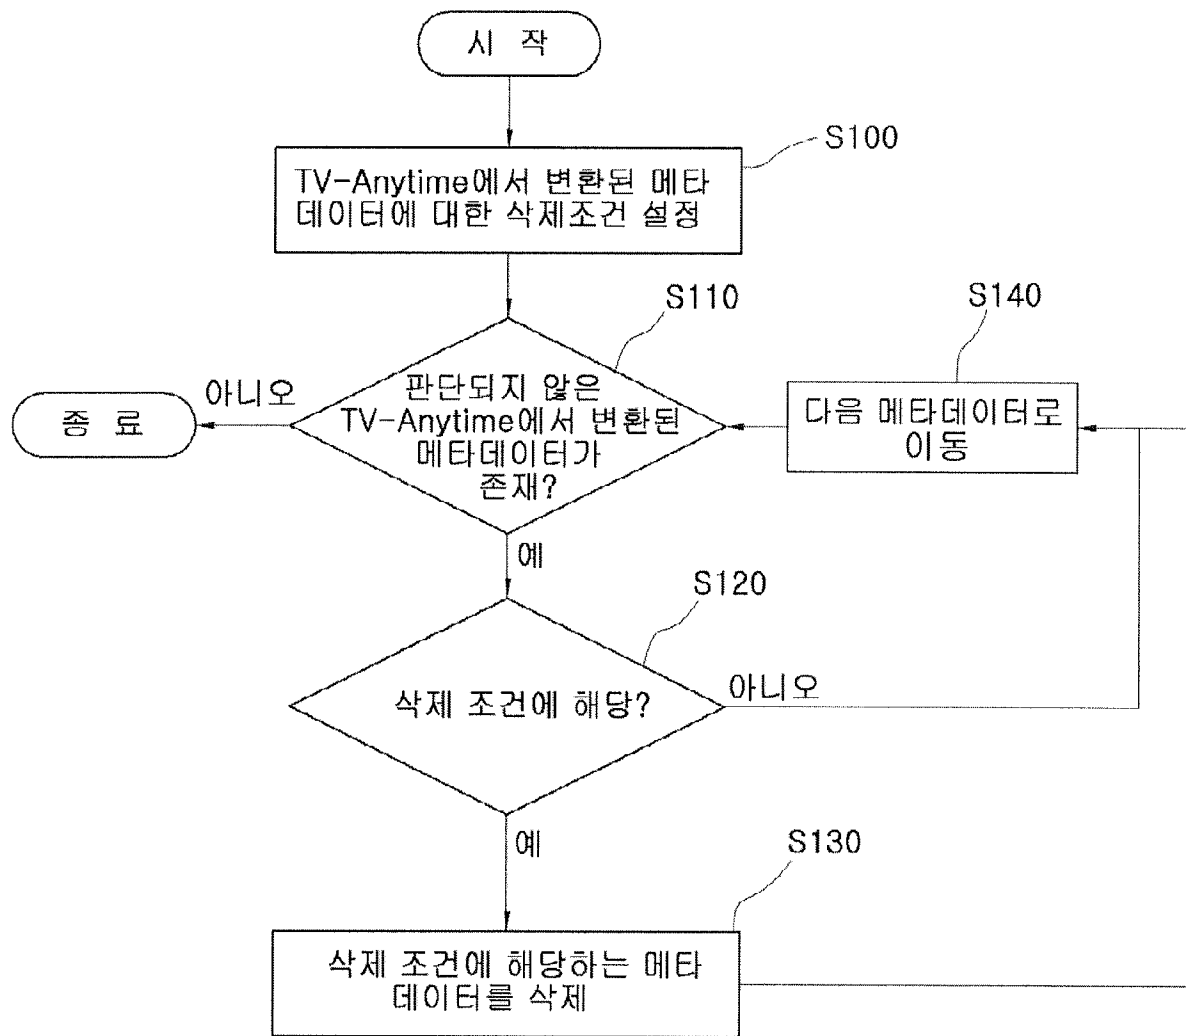 시 작
S100
TV-Anytime에서 변환된 메타
데이터에 대한 삭제조건 설정
S110
S140
아니오
종 료
판단되지 않은
TV-Anytime에서 변환된
메타데이터가
존재?
다음 메타데이터로
이동
예
S120
삭제 조건에 해당?
아니오
예
S130
삭제 조건에 해당하는 메타
데이터를 삭제